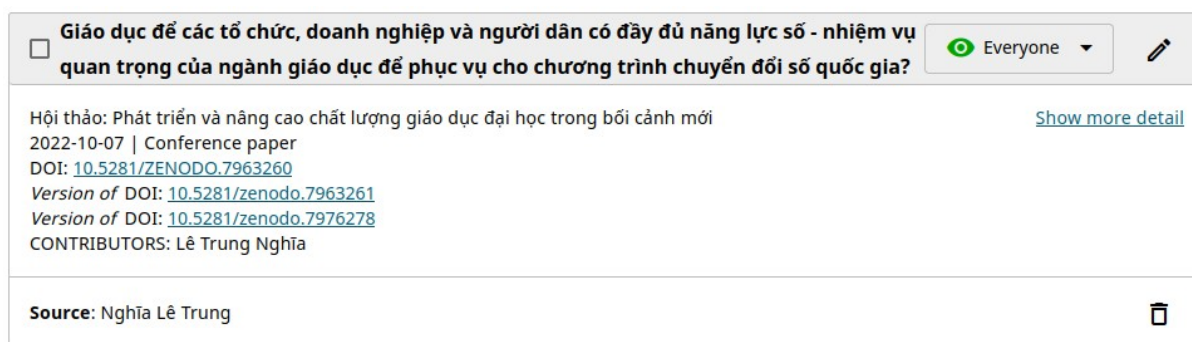 Giáo dục để các tổ chức, doanh nghiệp và người dân có đầy đủ năng lực số - nhiệm vụ
quan trọng của ngành giáo dục để phục vụ cho chương trình chuyển đổi số quốc gia?
Everyone
Hội thảo: Phát triển và nâng cao chất lượng giáo dục đại học trong bối cảnh mới
Show more detail
2022-10-07 | Conference paper
DOI: 10.5281/ZENODO.7963260
Version of DOI: 10.5281/zenodo.7963261
Version of DOI: 10.5281/zenodo.7976278
CONTRIBUTORS: Lê Trung Nghĩa
Source: Nghĩa Lê Trung